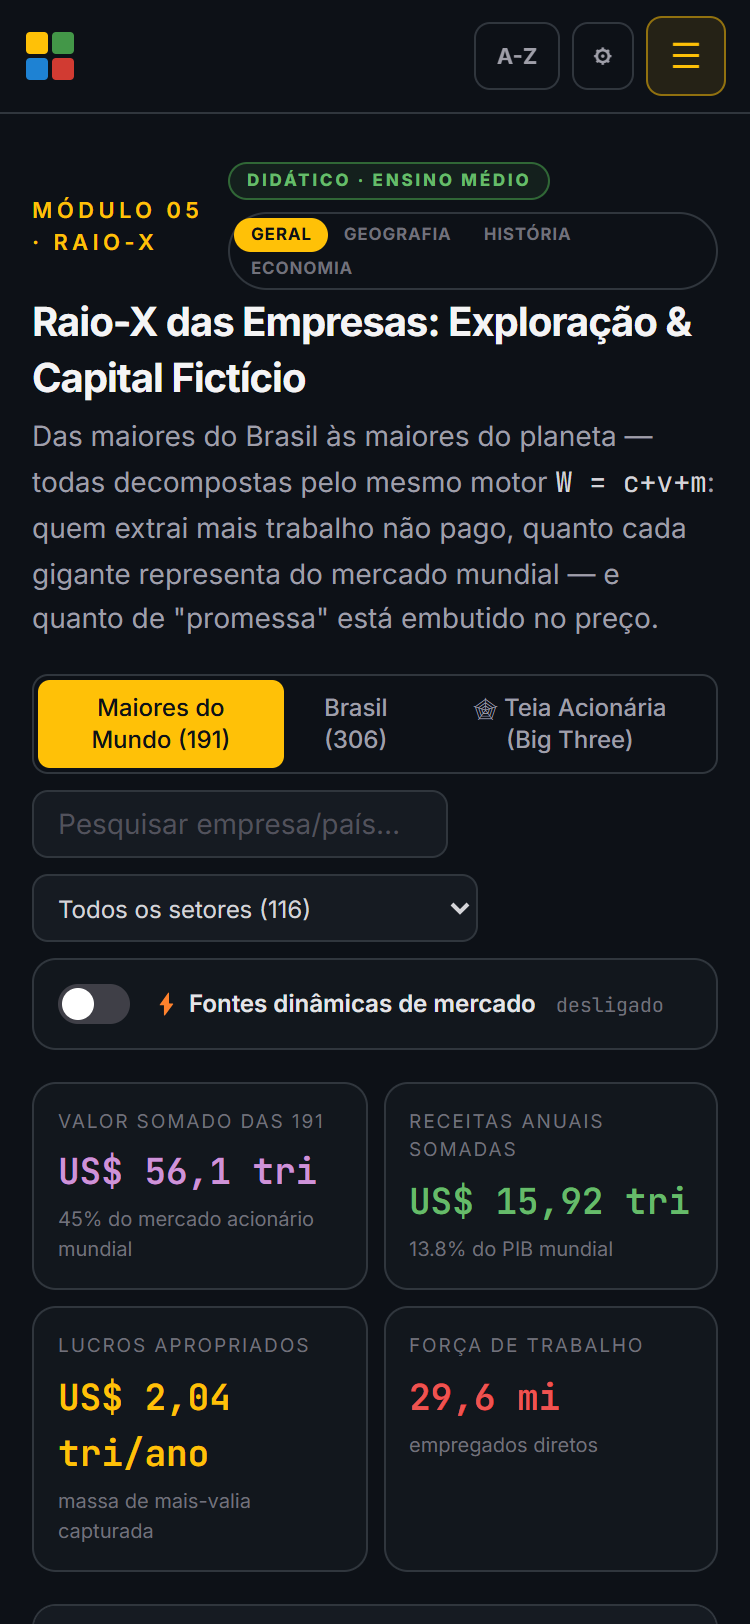 A-Z
MÓDULO 05
· RAIO-X
DIDÁTICO · ENSINO MÉDIO
GERAL GEOGRAFIA HISTÓRIA
ECONOMIA
Raio-X das Empresas: Exploração &
Capital Fictício
Das maiores do Brasil às maiores do planeta —
todas decompostas pelo mesmo motor W = c+v+m:
quem extrai mais trabalho não pago, quanto cada
gigante representa do mercado mundial — e
quanto de "promessa" está embutido no preço.
Maiores do
Mundo (191)
Brasil
(306)
Teia Acionária
(Big Three)
Pesquisar empresa/país...
Todos os setores (116)
Fontes dinâmicas de mercado desligado
VALOR SOMADO DAS 191
US$ 56,1 tri
45% do mercado acionário
mundial
RECEITAS ANUAIS
SOMADAS
US$ 15,92 tri
13.8% do PIB mundial
LUCROS APROPRIADOS
US$ 2,04
tri/ano
massa de mais-valia
capturada
FORÇA DE TRABALHO
29,6 mi
empregados diretos